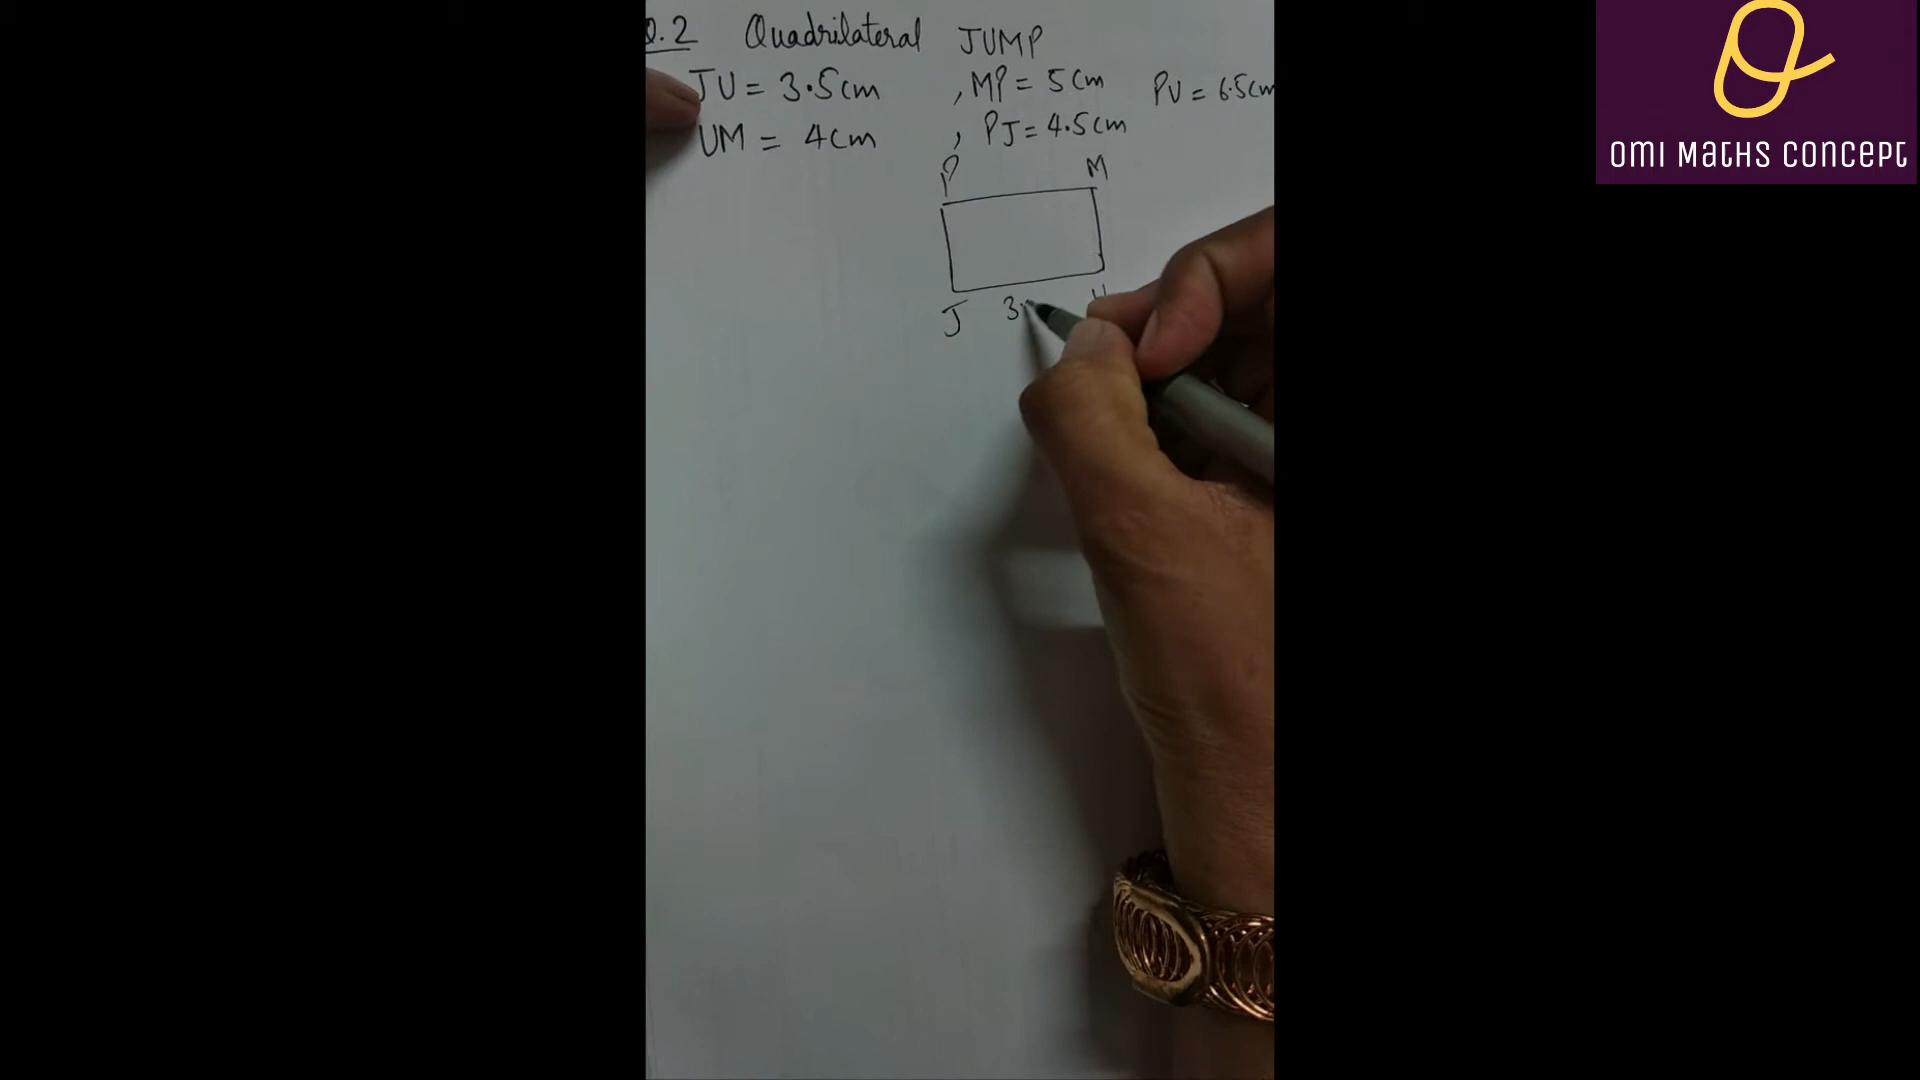 Q.2 Quadrilateral JUMP
JU = 3.5cm , MP = 5cm PU = 6.5cm
UM = 4cm , PJ = 4.5cm
P M
J 3. U
OMI MATHS CONCEPT